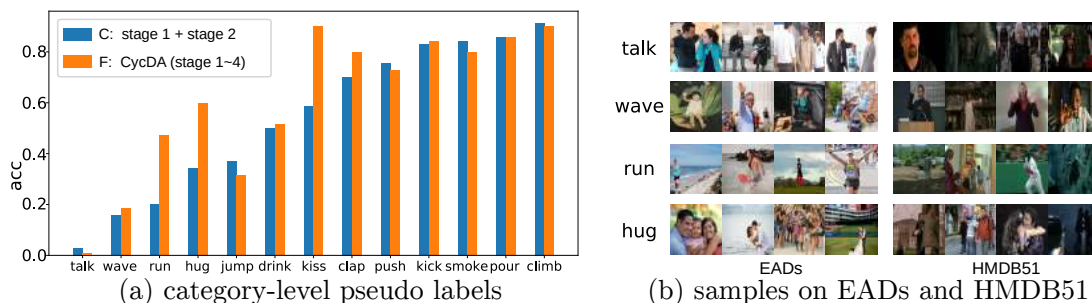 C: stage 1 + stage 2
F: CycDA (stage 1~4)
acc
0.8
0.6
0.4
0.2
0.0
talk wave run hug jump drink kiss clap push kick smoke pour climb
(a) category-level pseudo labels
talk
wave
run
hug
EADs HMDB51
(b) samples on EADs and HMDB51